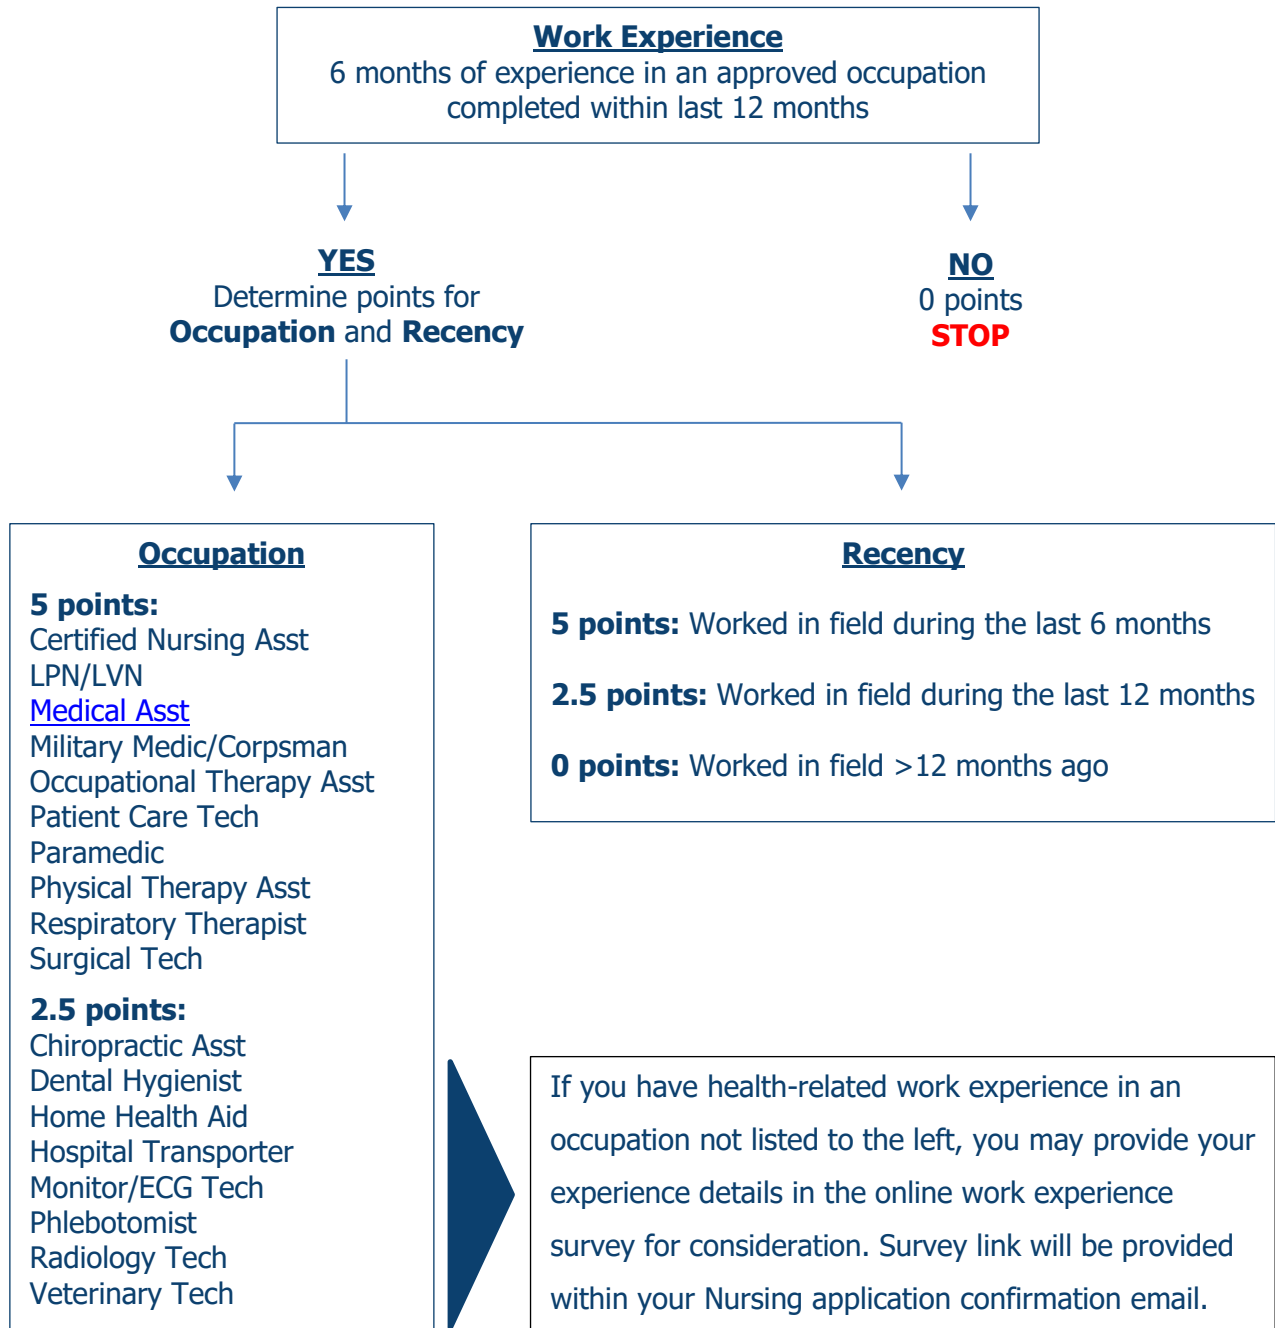 Work Experience
6 months of experience in an approved occupation
completed within last 12 months
YES
Determine points for
Occupation and Recency
NO
0 points
STOP
Occupation
5 points:
Certified Nursing Asst
LPN/LVN
Medical Asst
Military Medic/Corpsman
Occupational Therapy Asst
Patient Care Tech
Paramedic
Physical Therapy Asst
Respiratory Therapist
Surgical Tech
2.5 points:
Chiropractic Asst
Dental Hygienist
Home Health Aid
Hospital Transporter
Monitor/ECG Tech
Phlebotomist
Radiology Tech
Veterinary Tech
Recency
5 points: Worked in field during the last 6 months
2.5 points: Worked in field during the last 12 months
0 points: Worked in field >12 months ago
If you have health-related work experience in an
occupation not listed to the left, you may provide your
experience details in the online work experience
survey for consideration. Survey link will be provided
within your Nursing application confirmation email.